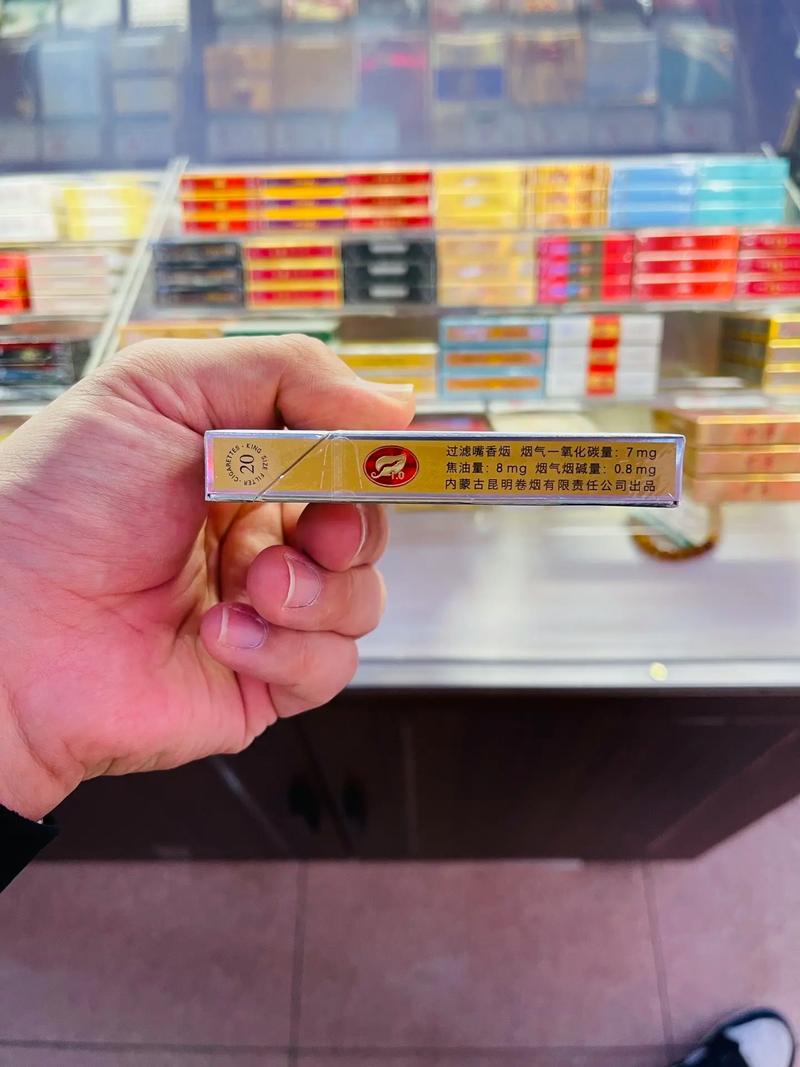 CIGARETTES · KING SIZE FILTER ·
20
1.0
过滤嘴香烟 烟气一氧化碳量：7mg
焦油量：8mg 烟气烟碱量：0.8mg
内蒙古昆明卷烟有限责任公司出品